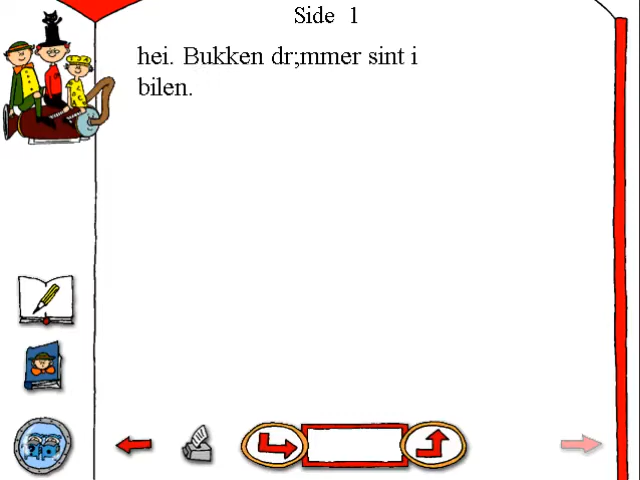 Side 1
hei. Bukken dr;mmer sint i
bilen.